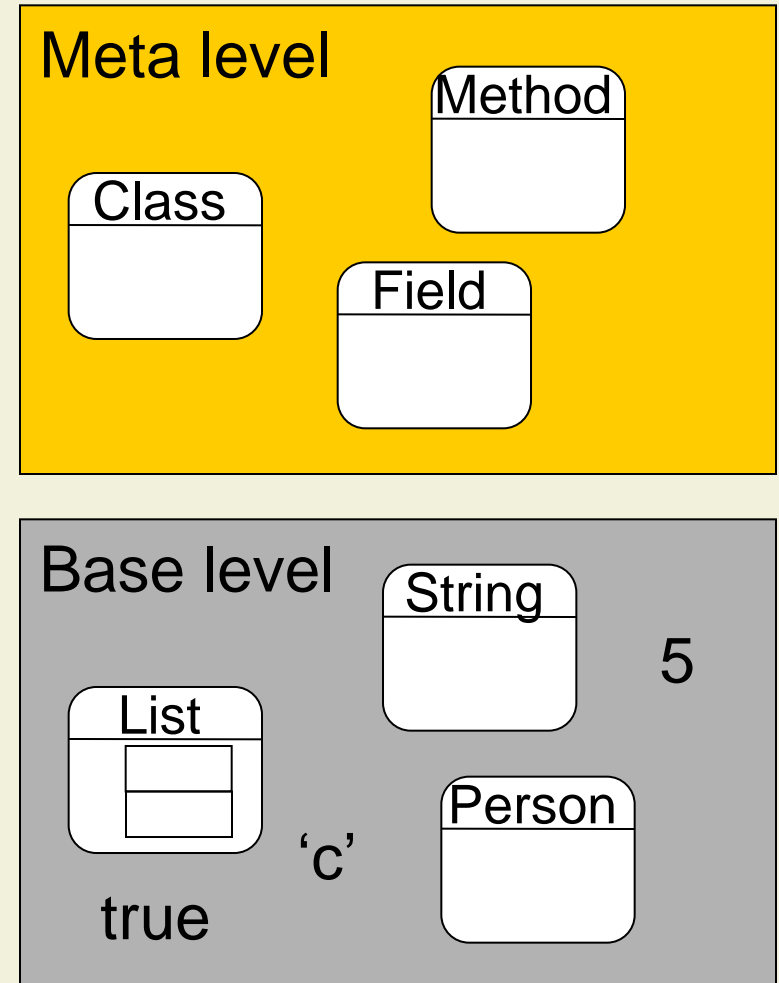 Meta level
Method
Class
Field
Base level
String
5
List
Person
‘c’
true